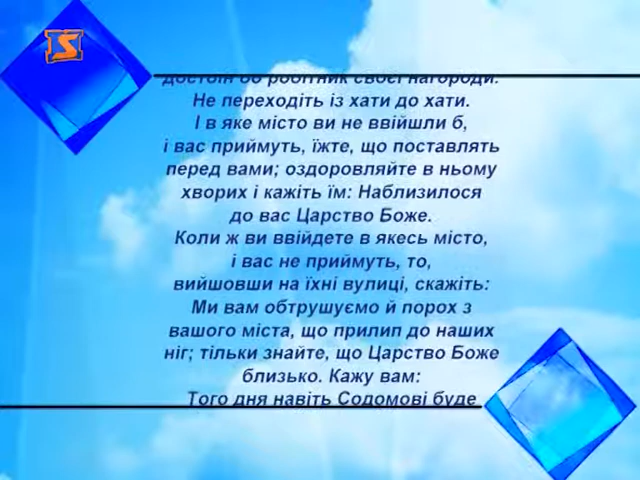 достоїн бо робітник своєї нагороди.
Не переходіть із хати до хати.
І в яке місто ви не ввійшли б,
і вас приймуть, їжте, що поставлять
перед вами; оздоровляйте в ньому
хворих і кажіть їм: Наблизилося
до вас Царство Боже.
Коли ж ви ввійдете в якесь місто,
і вас не приймуть, то,
вийшовши на їхні вулиці, скажіть:
Ми вам обтрушуємо й порох з
вашого міста, що прилип до наших
ніг; тільки знайте, що Царство Боже
близько. Кажу вам:
Того дня навіть Содомові буде